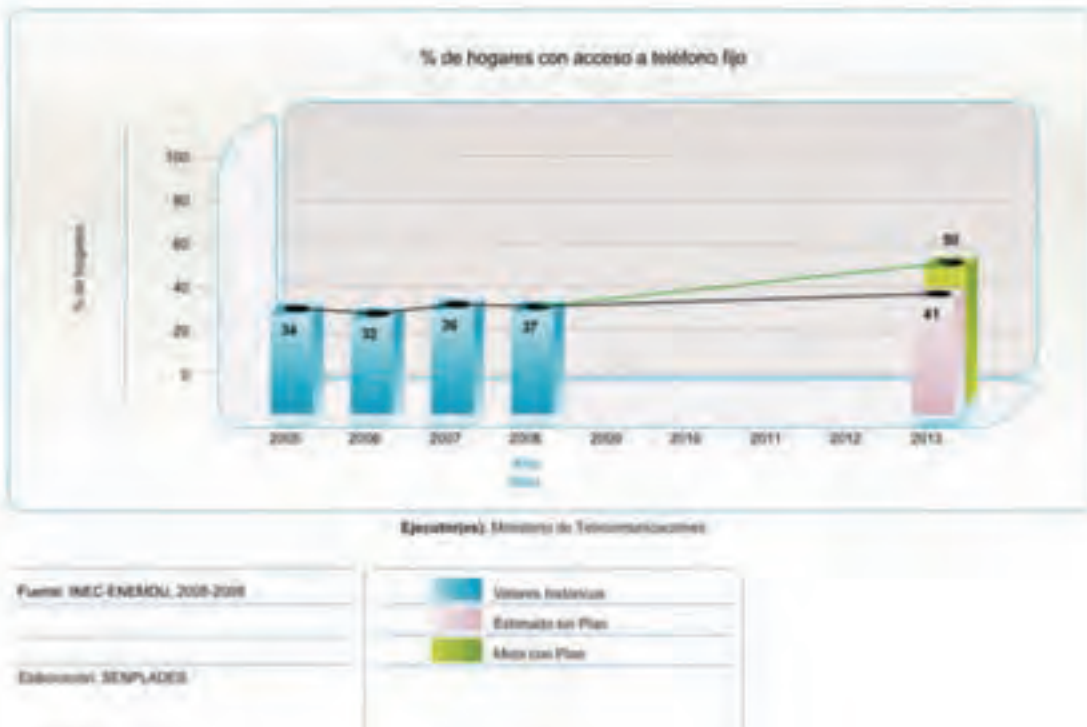 % de hogares con acceso a teléfono fijo
% de hogares
100
80
60
40
20
0
34
32
36
37
41
50
2005 2006 2007 2008 2009 2010 2011 2012 2013
Año
Ejecutor(es): Ministerio de Telecomunicaciones
Fuente: INEC-ENEMDU, 2005-2008
Elaboración: SENPLADES
Valores históricos
Estimado sin Plan
Meta con Plan